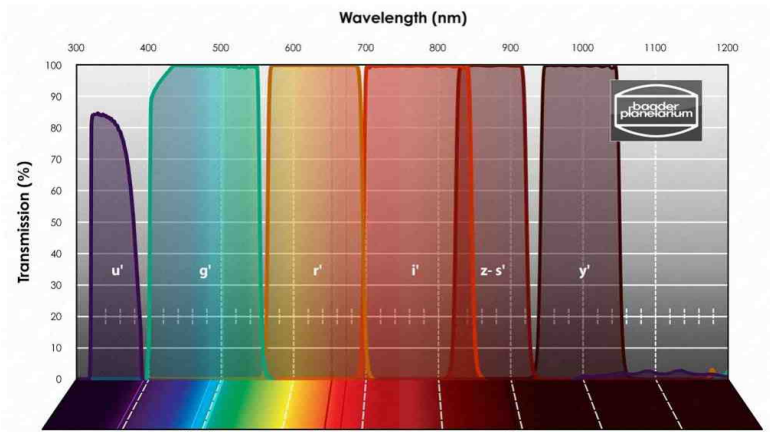 Wavelength (nm)
300 400 500 600 700 800 900 1000 1100 1200
Transmission (%)
100
90
80
70
60
50
40
30
20
10
0
baader
planetarium
u' g' r' i' z-s' y'